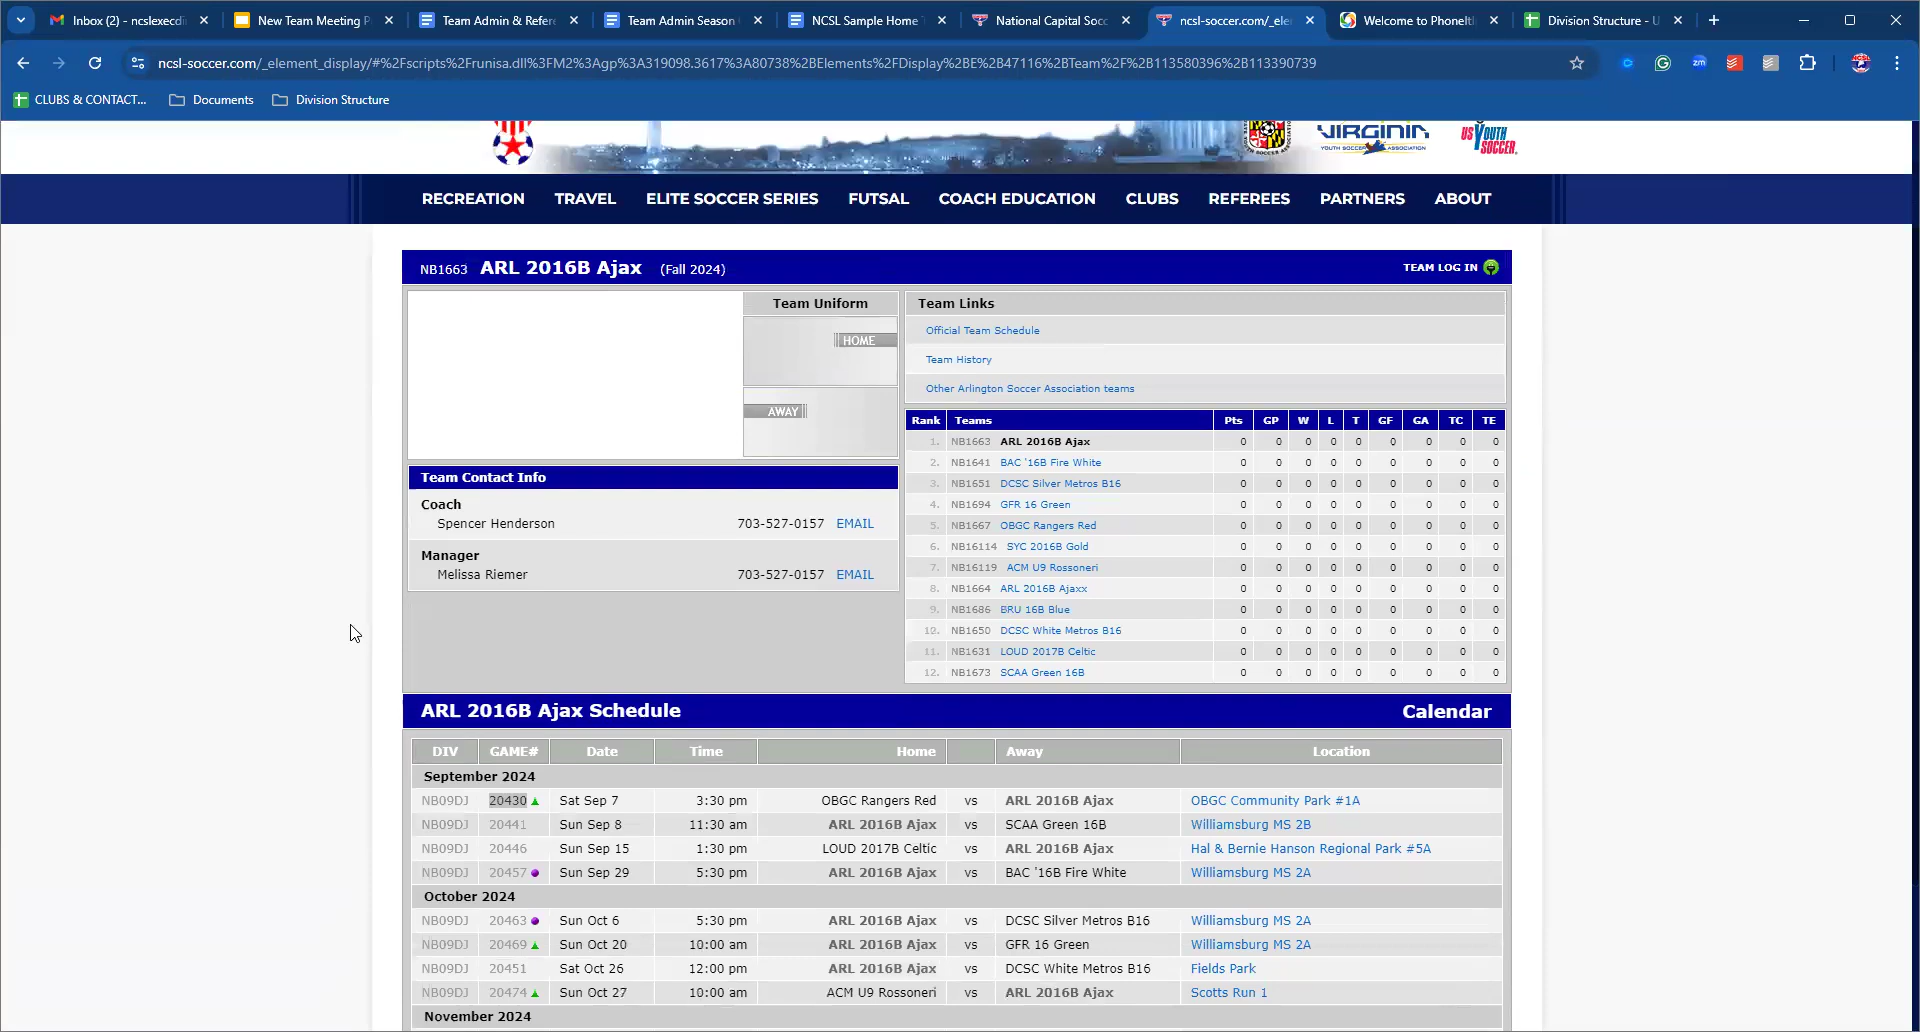 Inbox (2) - ncslexecdi
New Team Meeting P
Team Admin & Refere
Team Admin Season
NCSL Sample Home
National Capital Socc
ncsl-soccer.com/_ele
Welcome to PhoneIt
Division Structure - U
ncsl-soccer.com/_element_display/#%2Fscripts%2Frunisa.dll%3FM2%3Agp%3A319098.3617%3A80738%2BElements%2FDisplay%2BE%2B47116%2BTeam%2F%2B113580396%2B113390739
zm
CLUBS & CONTACT... Documents Division Structure
VIRGINIA
YOUTH SOCCER ASSOCIATION
US YOUTH SOCCER
RECREATION TRAVEL ELITE SOCCER SERIES FUTSAL COACH EDUCATION CLUBS REFEREES PARTNERS ABOUT
NB1663 ARL 2016B Ajax (Fall 2024) TEAM LOG IN
Team Uniform
HOME
AWAY
Team Contact Info
Coach
Spencer Henderson 703-527-0157 EMAIL
Manager
Melissa Riemer 703-527-0157 EMAIL
Team Links
Official Team Schedule
Team History
Other Arlington Soccer Association teams
Rank Teams Pts GP W L T GF GA TC TE
1. NB1663 ARL 2016B Ajax 0 0 0 0 0 0 0 0 0
2. NB1641 BAC '16B Fire White 0 0 0 0 0 0 0 0 0
3. NB1651 DCSC Silver Metros B16 0 0 0 0 0 0 0 0 0
4. NB1694 GFR 16 Green 0 0 0 0 0 0 0 0 0
5. NB1667 OBGC Rangers Red 0 0 0 0 0 0 0 0 0
6. NB16114 SYC 2016B Gold 0 0 0 0 0 0 0 0 0
7. NB16119 ACM U9 Rossoneri 0 0 0 0 0 0 0 0 0
8. NB1664 ARL 2016B Ajaxx 0 0 0 0 0 0 0 0 0
9. NB1686 BRU 16B Blue 0 0 0 0 0 0 0 0 0
10. NB1650 DCSC White Metros B16 0 0 0 0 0 0 0 0 0
11. NB1631 LOUD 2017B Celtic 0 0 0 0 0 0 0 0 0
12. NB1673 SCAA Green 16B 0 0 0 0 0 0 0 0 0
ARL 2016B Ajax Schedule Calendar
DIV GAME# Date Time Home Away Location
September 2024
NB09DJ 20430 Sat Sep 7 3:30 pm OBGC Rangers Red vs ARL 2016B Ajax OBGC Community Park #1A
NB09DJ 20441 Sun Sep 8 11:30 am ARL 2016B Ajax vs SCAA Green 16B Williamsburg MS 2B
NB09DJ 20446 Sun Sep 15 1:30 pm LOUD 2017B Celtic vs ARL 2016B Ajax Hal & Bernie Hanson Regional Park #5A
NB09DJ 20457 Sun Sep 29 5:30 pm ARL 2016B Ajax vs BAC '16B Fire White Williamsburg MS 2A
October 2024
NB09DJ 20463 Sun Oct 6 5:30 pm ARL 2016B Ajax vs DCSC Silver Metros B16 Williamsburg MS 2A
NB09DJ 20469 Sun Oct 20 10:00 am ARL 2016B Ajax vs GFR 16 Green Williamsburg MS 2A
NB09DJ 20451 Sat Oct 26 12:00 pm ARL 2016B Ajax vs DCSC White Metros B16 Fields Park
NB09DJ 20474 Sun Oct 27 10:00 am ACM U9 Rossoneri vs ARL 2016B Ajax Scotts Run 1
November 2024